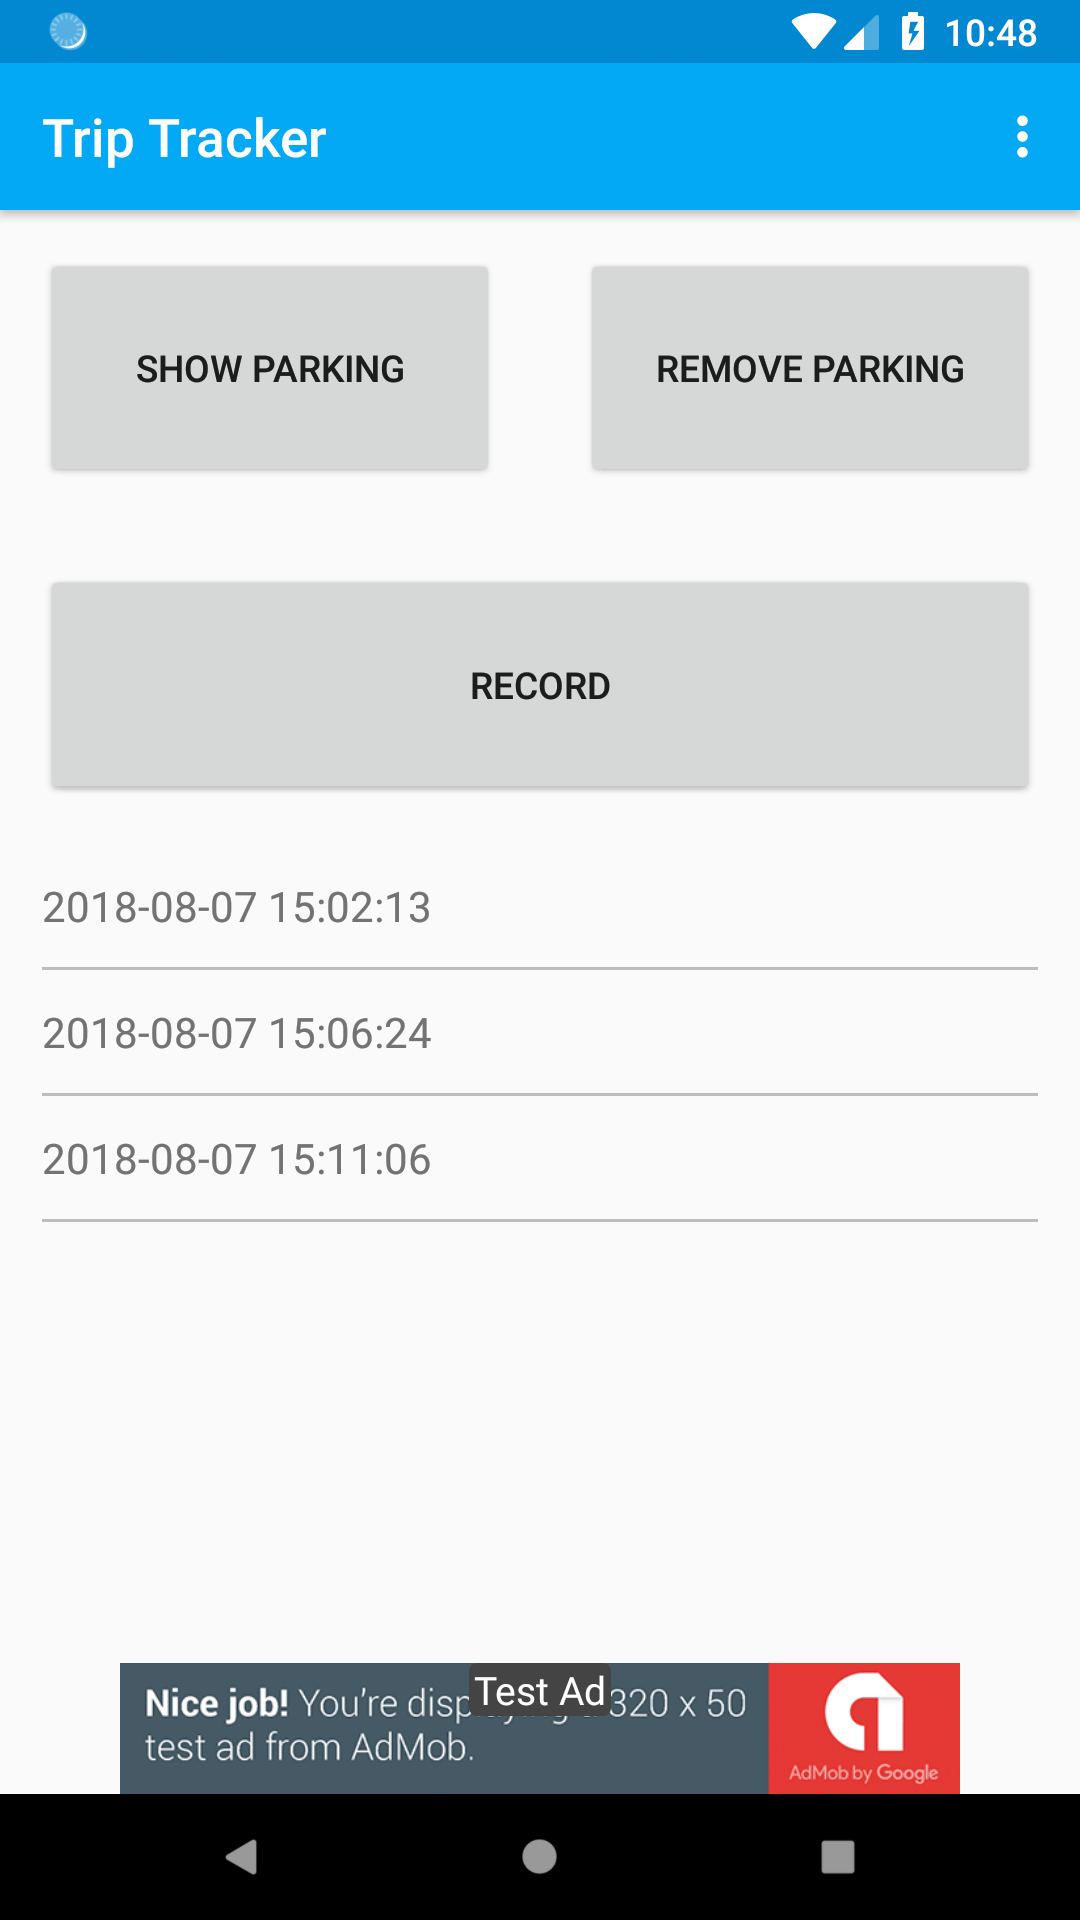 10:48
Trip Tracker
SHOW PARKING
REMOVE PARKING
RECORD
2018-08-07 15:02:13
2018-08-07 15:06:24
2018-08-07 15:11:06
Test Ad
Nice job! You're displaying a 320 x 50
test ad from AdMob.
AdMob by Google